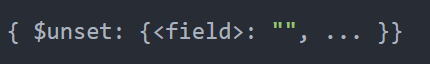 { $unset: {<field>: "", ... }}